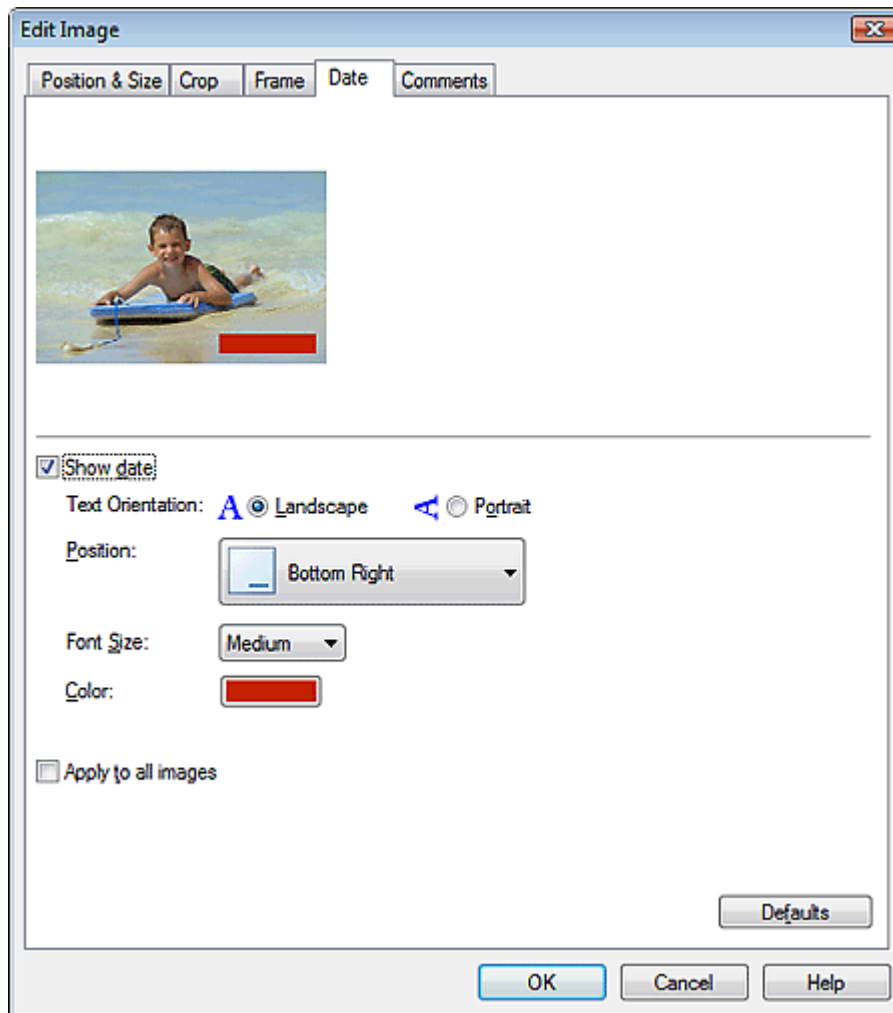 Edit Image
Position & Size Crop Frame Date Comments
Show date
Text Orientation: A Landscape A Portrait
Position: Bottom Right
Font Size: Medium
Color:
Apply to all images
Defaults
OK Cancel Help